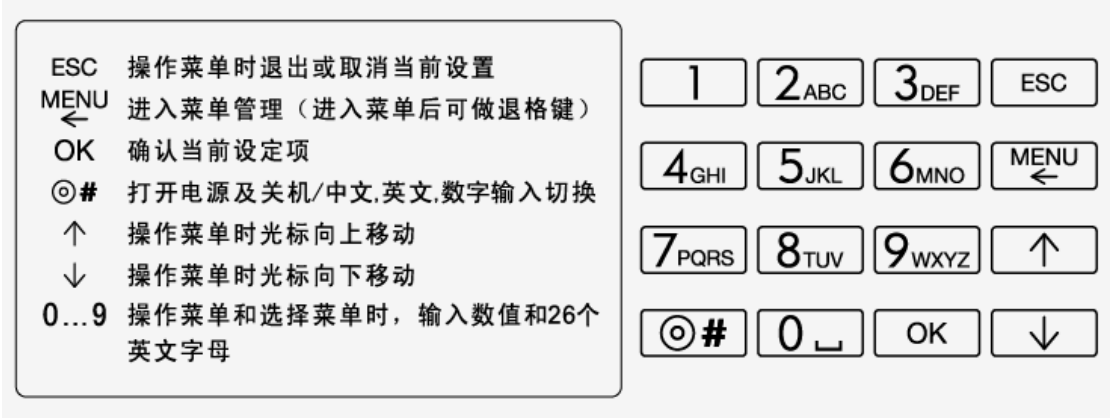 ESC 操作菜单时退出或取消当前设置
MENU ← 进入菜单管理（进入菜单后可做退格键）
OK 确认当前设定项
◎# 打开电源及关机/中文,英文,数字输入切换
↑ 操作菜单时光标向上移动
↓ 操作菜单时光标向下移动
0...9 操作菜单和选择菜单时，输入数值和26个
英文字母
1 2ABC 3DEF ESC
4GHI 5JKL 6MNO MENU ←
7PQRS 8TUV 9WXYZ ↑
◎# 0⎵ OK ↓